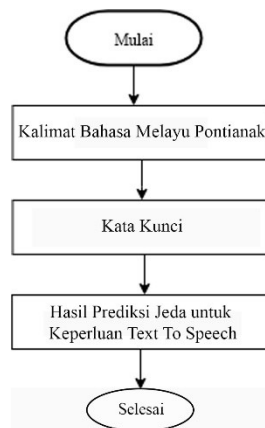 Mulai
Kalimat Bahasa Melayu Pontianak
Kata Kunci
Hasil Prediksi Jeda untuk
Keperluan Text To Speech
Selesai